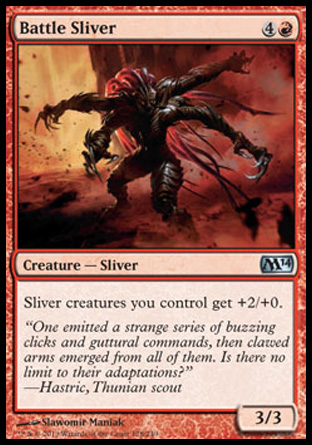 Battle Sliver 4
Creature — Sliver M14
Sliver creatures you control get +2/+0.
"One emitted a strange series of buzzing
clicks and guttural commands, then clawed
arms emerged from all of them. Is there no
limit to their adaptations?"
—Hastric, Thunian scout
3/3
Slawomir Maniak